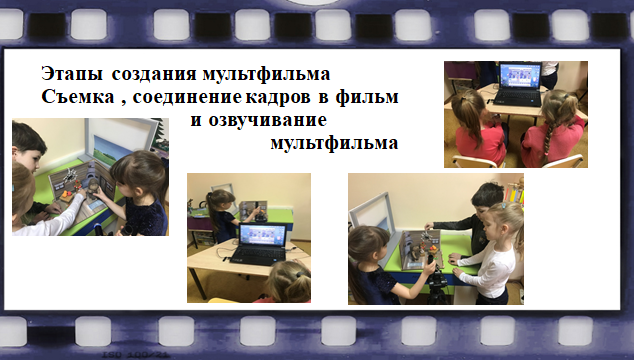 Этапы создания мультфильма
Съемка , соединение кадров в фильм
и озвучивание
мультфильма